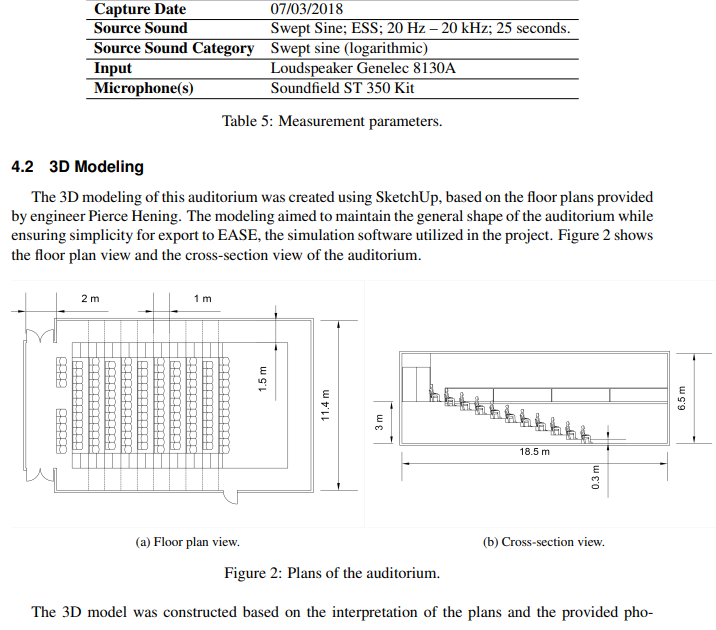 Capture Date 07/03/2018
Source Sound Swept Sine; ESS; 20 Hz – 20 kHz; 25 seconds.
Source Sound Category Swept sine (logarithmic)
Input Loudspeaker Genelec 8130A
Microphone(s) Soundfield ST 350 Kit
Table 5: Measurement parameters.
4.2 3D Modeling
The 3D modeling of this auditorium was created using SketchUp, based on the floor plans provided
by engineer Pierce Hening. The modeling aimed to maintain the general shape of the auditorium while
ensuring simplicity for export to EASE, the simulation software utilized in the project. Figure 2 shows
the floor plan view and the cross-section view of the auditorium.
2 m
1 m
1.5 m
11.4 m
3 m
6.5 m
18.5 m
0.3 m
(a) Floor plan view.
(b) Cross-section view.
Figure 2: Plans of the auditorium.
The 3D model was constructed based on the interpretation of the plans and the provided pho-